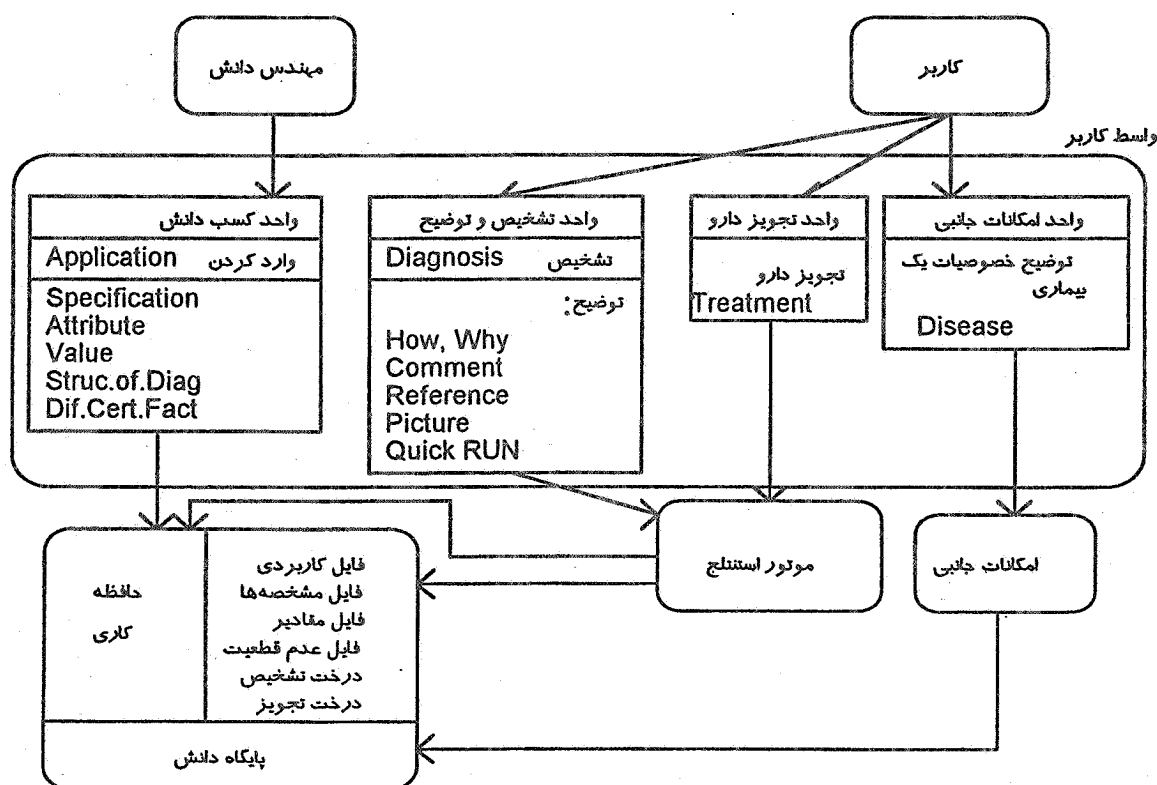 مهندس دانش
کاربر
واسط کاربر
واحد کسب دانش
وارد کردن Application
Specification
Attribute
Value
Struc.of.Diag
Dif.Cert.Fact
واحد تشخیص و توضیح
تشخیص Diagnosis
توضیح:
How, Why
Comment
Reference
Picture
Quick RUN
واحد تجویز دارو
تجویز دارو
Treatment
واحد امکانات جانبی
توضیح خصوصیات یک
بیماری
Disease
حافظه
کاری
فایل کاربردی
فایل مشخصه‌ها
فایل مقادیر
فایل عدم قطعیت
درخت تشخیص
درخت تجویز
پایگاه دانش
موتور استنتاج
امکانات جانبی